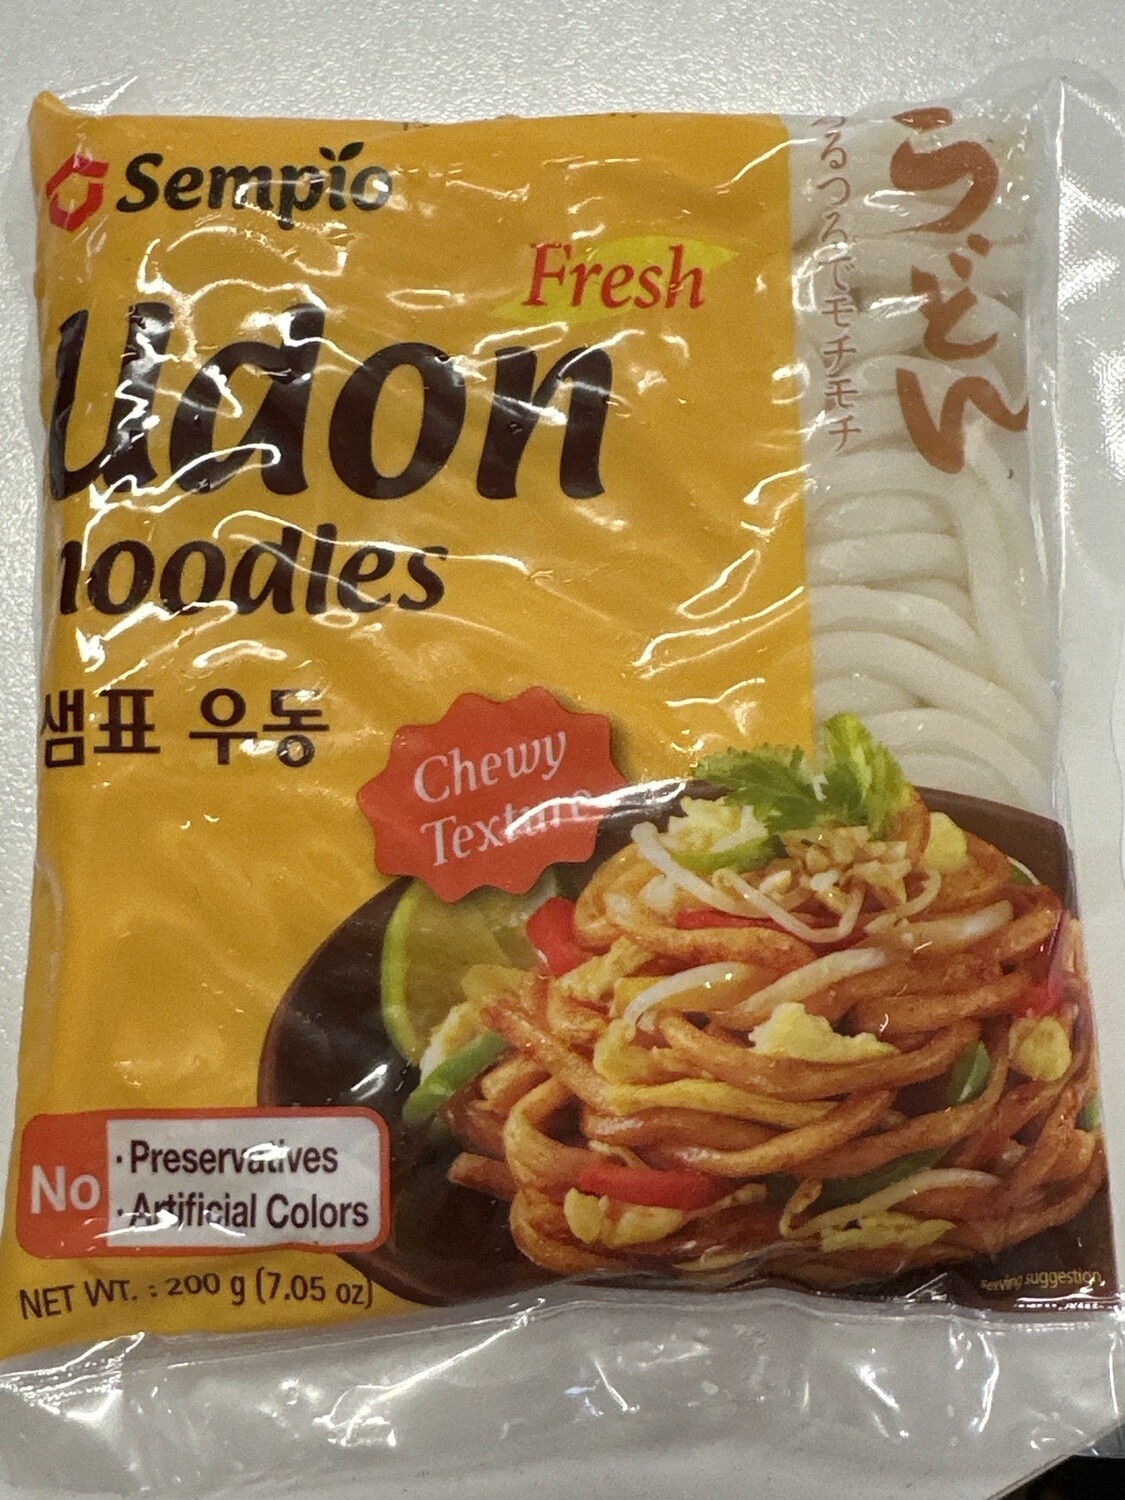 Sempio
Fresh
Udon
noodles
샘표 우동
Chewy
Texture
うどん
るつるでモチモチ
No
· Preservatives
· Artificial Colors
NET WT. : 200 g (7.05 oz)
serving suggestion